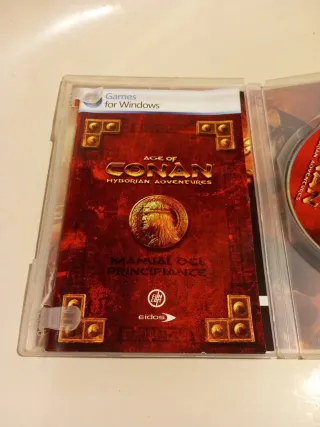 Games
for Windows
AGE OF
CONAN
HYBORIAN ADVENTURES
MANUAL DEL
PRINCIPIANTE
eidos